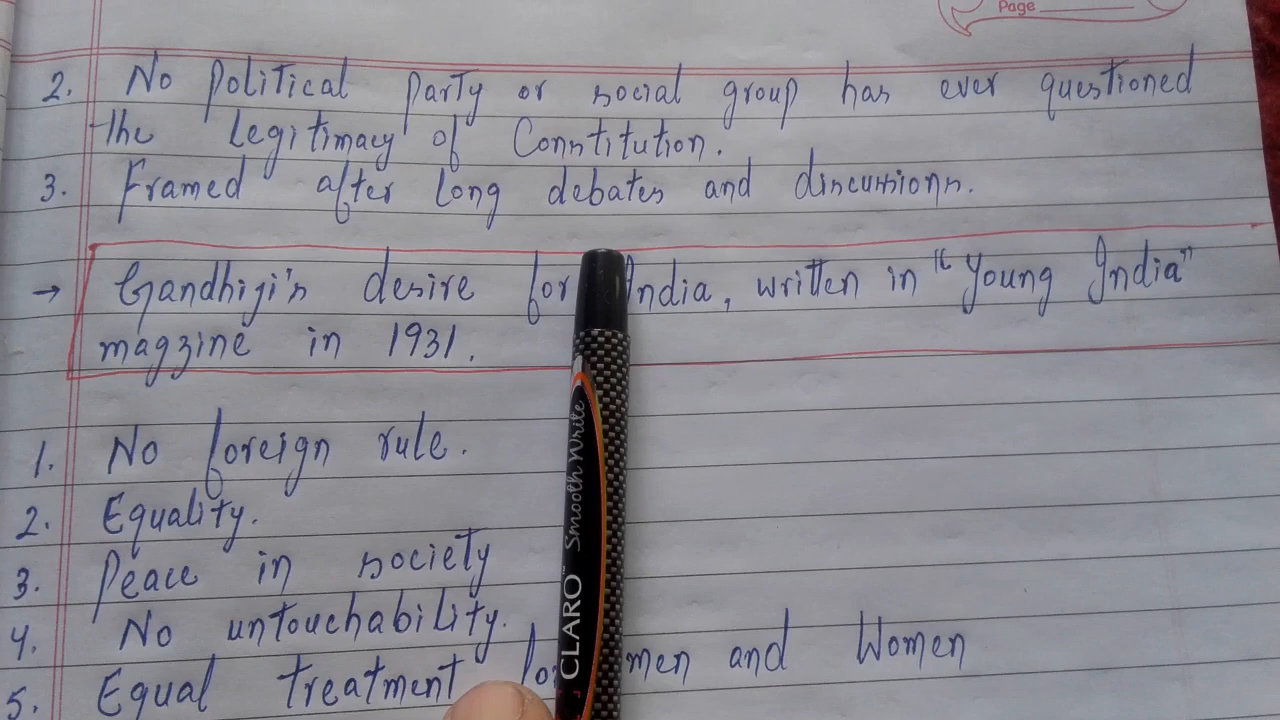 Page
2. No political party or social group has ever questioned
the legitimacy of Constitution.
3. Framed after long debates and discussions.
→ Gandhiji's desire for India, written in "Young India"
magzine in 1931.
1. No foreign rule.
2. Equality.
3. Peace in society
4. No untouchability.
5. Equal treatment for men and Women
CLARO™ Smooth Write